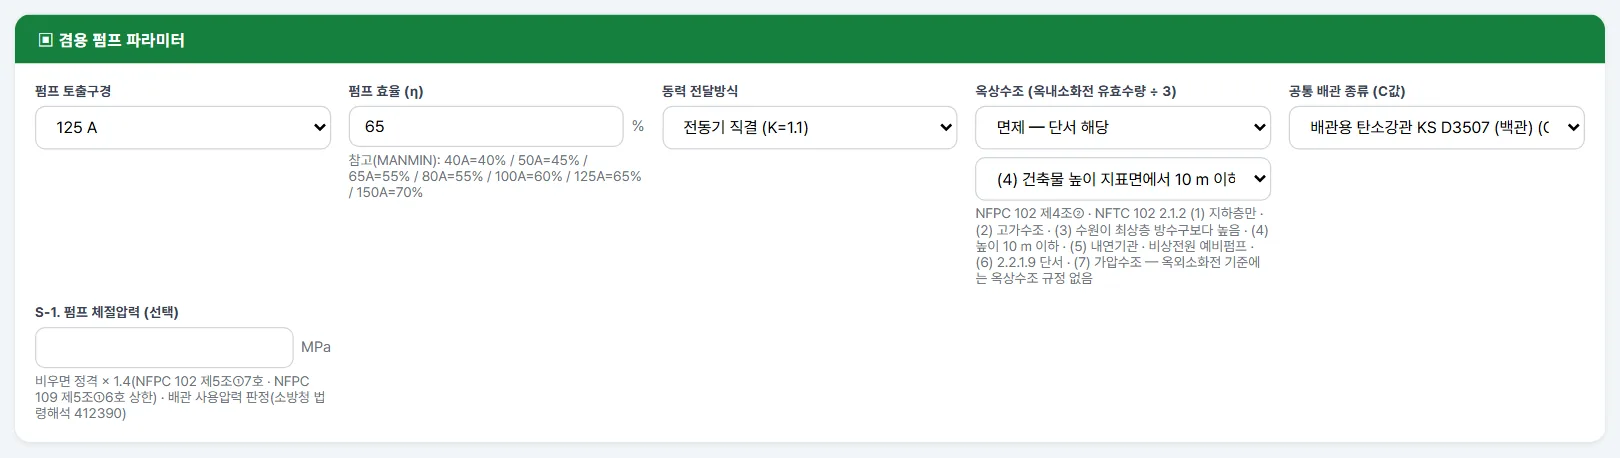 ▣ 겸용 펌프 파라미터
펌프 토출구경
125 A
펌프 효율 (η)
65
%
참고(MANMIN): 40A=40% / 50A=45% /
65A=55% / 80A=55% / 100A=60% / 125A=65%
/ 150A=70%
동력 전달방식
전동기 직결 (K=1.1)
옥상수조 (옥내소화전 유효수량 ÷ 3)
면제 — 단서 해당
(4) 건축물 높이 지표면에서 10 m 이하
NFPC 102 제4조② · NFTC 102 2.1.2 (1) 지하층만 ·
(2) 고가수조 · (3) 수원이 최상층 방수구보다 높음 · (4)
높이 10 m 이하 · (5) 내연기관 · 비상전원 예비펌프 ·
(6) 2.2.1.9 단서 · (7) 가압수조 — 옥외소화전 기준에
는 옥상수조 규정 없음
공통 배관 종류 (C값)
배관용 탄소강관 KS D3507 (백관) (C
S-1. 펌프 체절압력 (선택)
MPa
비우면 정격 × 1.4(NFPC 102 제5조①7호 · NFPC
109 제5조①6호 상한) · 배관 사용압력 판정(소방청 법
령해석 412390)